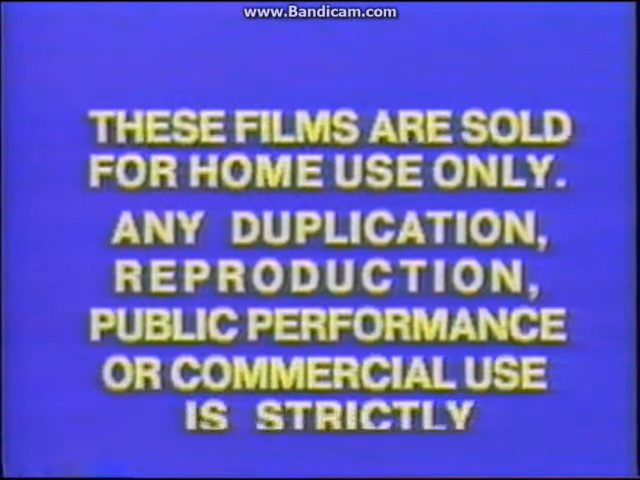 www.Bandicam.com
THESE FILMS ARE SOLD
FOR HOME USE ONLY.
ANY DUPLICATION,
REPRODUCTION,
PUBLIC PERFORMANCE
OR COMMERCIAL USE
IS STRICTLY